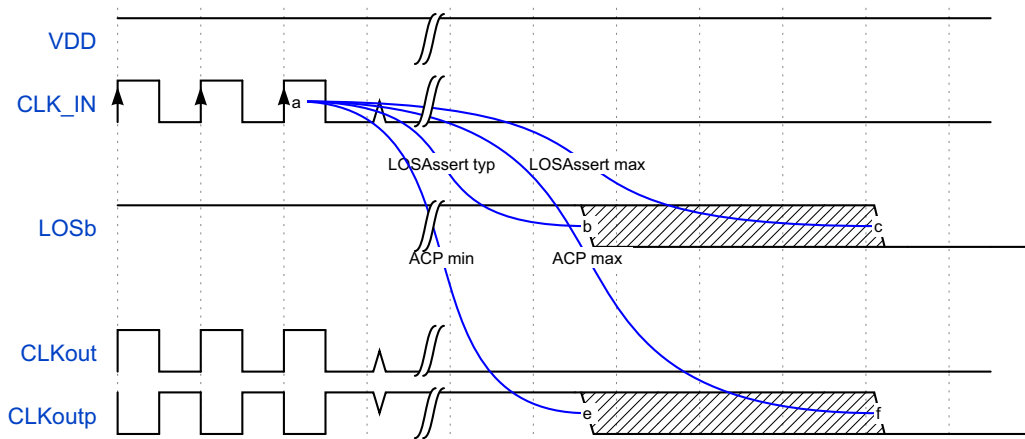 VDD
CLK_IN
a
LOSAssert typ
LOSAssert max
LOSb
b
c
ACP min
ACP max
CLKout
CLKoutp
e
f